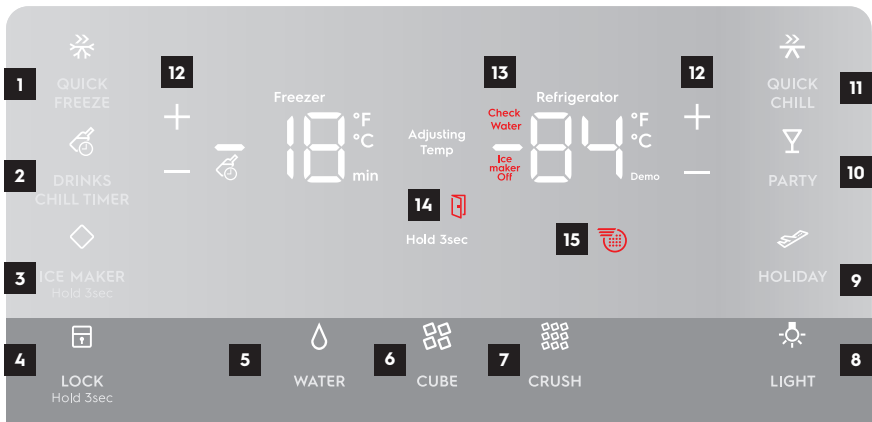 1
QUICK
FREEZE
2
DRINKS
CHILL TIMER
3
ICE MAKER
Hold 3sec
4
LOCK
Hold 3sec
12
Freezer
-18
°F
°C
min
Adjusting
Temp
14
Hold 3sec
13
Check
Water
Ice
maker
Off
Refrigerator
-84
°F
°C
Demo
15
12
11
QUICK
CHILL
10
PARTY
9
HOLIDAY
5
WATER
6
CUBE
7
CRUSH
8
LIGHT